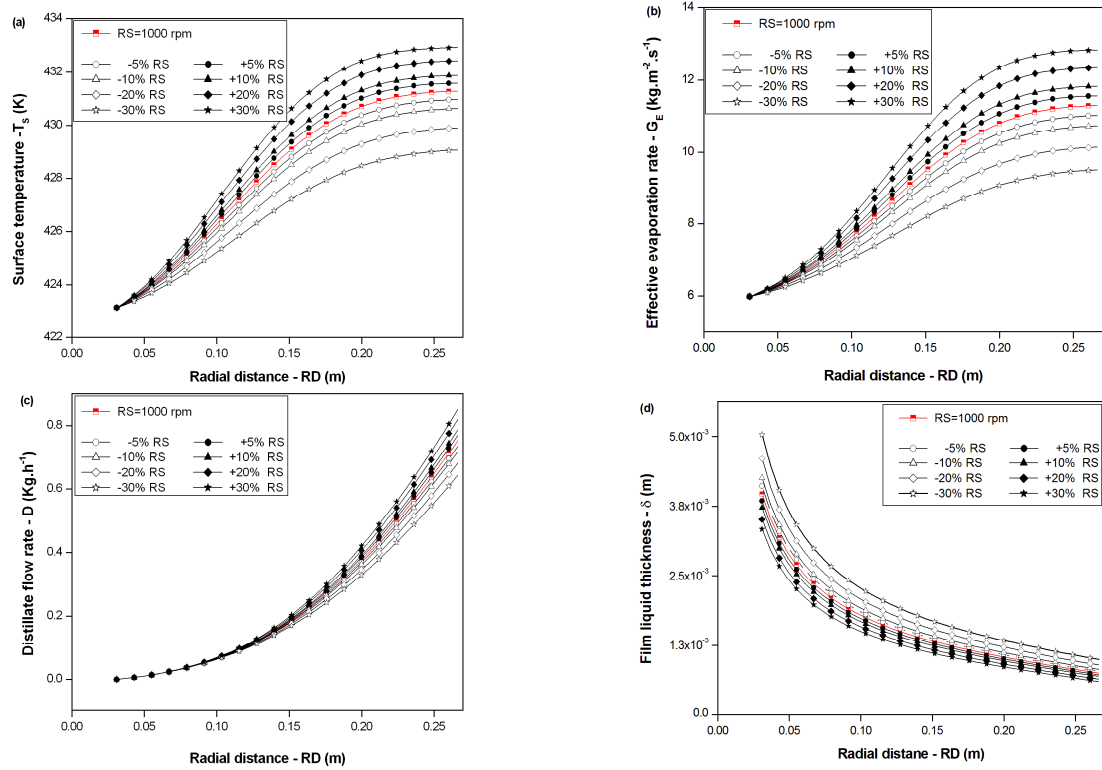 (a)
434
432
430
428
426
424
423
422
0.00
0.05
0.10
0.15
0.20
0.25
Surface temperature -T_S (K)
Radial distance - RD (m)
RS=1000 rpm
-5% RS
+5% RS
-10% RS
+10% RS
-20% RS
+20% RS
-30% RS
+30% RS
(b)
14
12
10
8
6
0.00
0.05
0.10
0.15
0.20
0.25
Effective evaporation rate - G_E (kg.m⁻².s⁻¹)
Radial distance - RD (m)
RS=1000 rpm
-5% RS
+5% RS
-10% RS
+10% RS
-20% RS
+20% RS
-30% RS
+30% RS
(c)
0.8
0.6
0.4
0.2
0.0
0.00
0.05
0.10
0.15
0.20
0.25
Distillate flow rate - D (Kg.h⁻¹)
Radial distance - RD (m)
RS=1000 rpm
-5% RS
+5% RS
-10% RS
+10% RS
-20% RS
+20% RS
-30% RS
+30% RS
(d)
5.0x10⁻³
3.8x10⁻³
2.5x10⁻³
1.3x10⁻³
0.0
0.00
0.05
0.10
0.15
0.20
0.25
Film liquid thickness - δ (m)
Radial distane - RD (m)
RS=1000 rpm
-5% RS
+5% RS
-10% RS
+10% RS
-20% RS
+20% RS
-30% RS
+30% RS